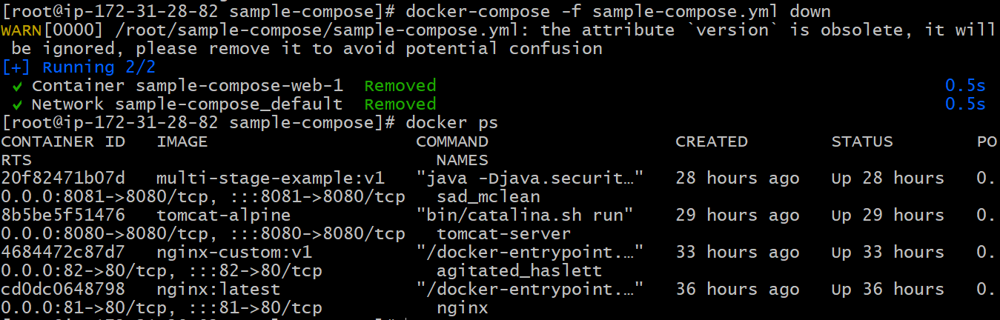 [root@ip-172-31-28-82 sample-compose]# docker-compose -f sample-compose.yml down
WARN[0000] /root/sample-compose/sample-compose.yml: the attribute `version` is obsolete, it will
be ignored, please remove it to avoid potential confusion
[+] Running 2/2
✓ Container sample-compose-web-1  Removed 0.5s
✓ Network sample-compose_default  Removed 0.5s
[root@ip-172-31-28-82 sample-compose]# docker ps
CONTAINER ID   IMAGE                   COMMAND                  CREATED        STATUS        PO
RTS                                       NAMES
20f82471b07d   multi-stage-example:v1   "java -Djava.securit…"   28 hours ago   Up 28 hours   0.
0.0.0:8081->8080/tcp, :::8081->8080/tcp   sad_mclean
8b5be5f51476   tomcat-alpine            "bin/catalina.sh run"    29 hours ago   Up 29 hours   0.
0.0.0:8080->8080/tcp, :::8080->8080/tcp   tomcat-server
4684472c87d7   nginx-custom:v1          "/docker-entrypoint.…"   33 hours ago   Up 33 hours   0.
0.0.0:82->80/tcp, :::82->80/tcp           agitated_haslett
cd0dc0648798   nginx:latest             "/docker-entrypoint.…"   36 hours ago   Up 36 hours   0.
0.0.0:81->80/tcp, :::81->80/tcp           nginx